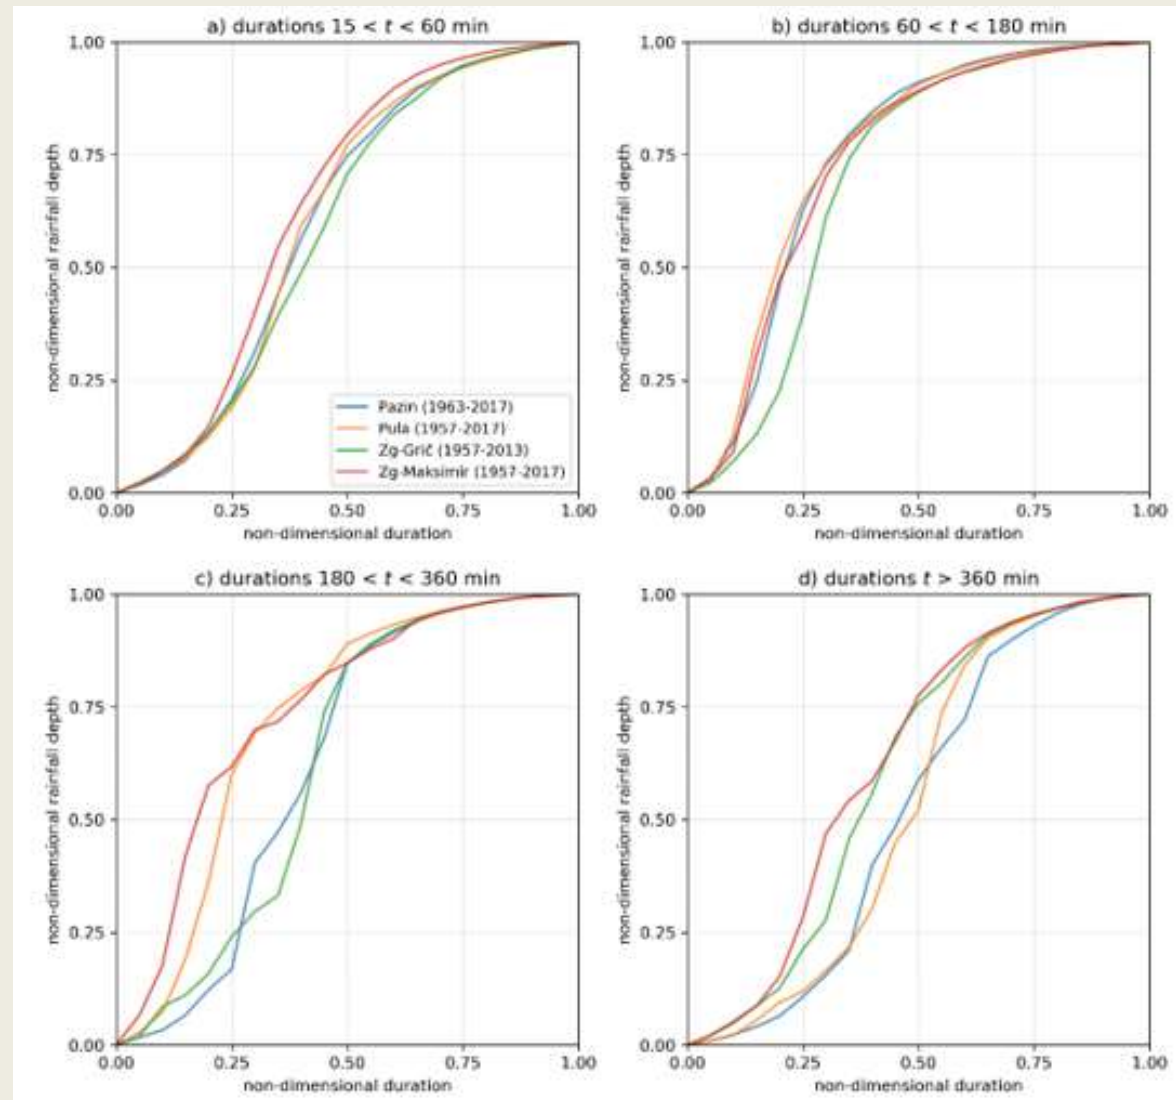 a) durations 15 < t < 60 min
1.00
0.75
0.50
0.25
0.00
non-dimensional rainfall depth
Pazin (1963-2017)
Pula (1957-2017)
Zg-Grič (1957-2013)
Zg-Maksimir (1957-2017)
0.00 0.25 0.50 0.75 1.00
non-dimensional duration
b) durations 60 < t < 180 min
1.00
0.75
0.50
0.25
0.00
non-dimensional rainfall depth
0.00 0.25 0.50 0.75 1.00
non-dimensional duration
c) durations 180 < t < 360 min
1.00
0.75
0.50
0.25
0.00
non-dimensional rainfall depth
0.00 0.25 0.50 0.75 1.00
non-dimensional duration
d) durations t > 360 min
1.00
0.75
0.50
0.25
0.00
non-dimensional rainfall depth
0.00 0.25 0.50 0.75 1.00
non-dimensional duration